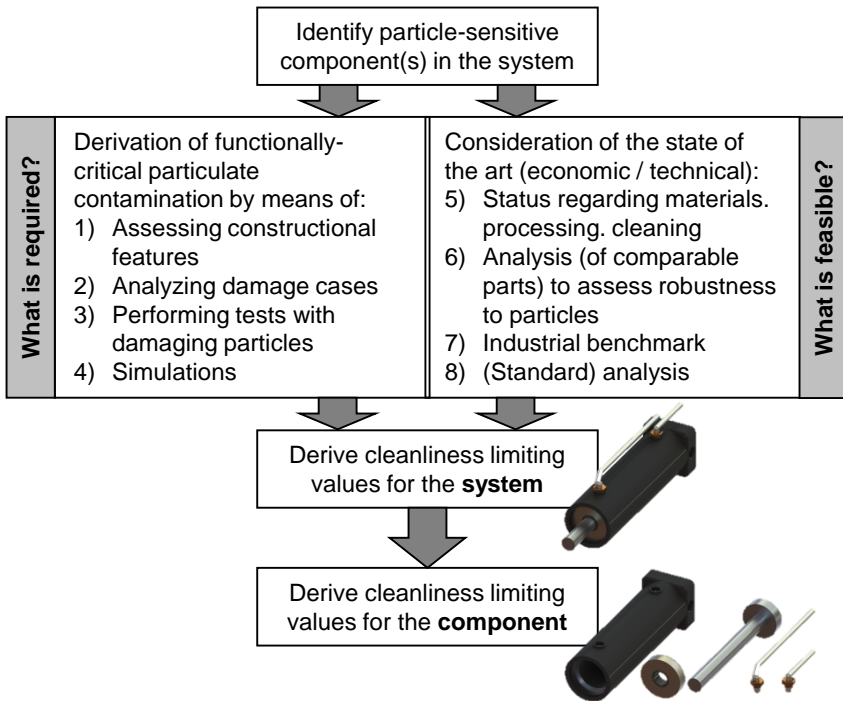 Identify particle-sensitive
component(s) in the system
What is required?
Derivation of functionally-
critical particulate
contamination by means of:
1) Assessing constructional
features
2) Analyzing damage cases
3) Performing tests with
damaging particles
4) Simulations
Consideration of the state of
the art (economic / technical):
5) Status regarding materials.
processing. cleaning
6) Analysis (of comparable
parts) to assess robustness
to particles
7) Industrial benchmark
8) (Standard) analysis
What is feasible?
Derive cleanliness limiting
values for the system
Derive cleanliness limiting
values for the component